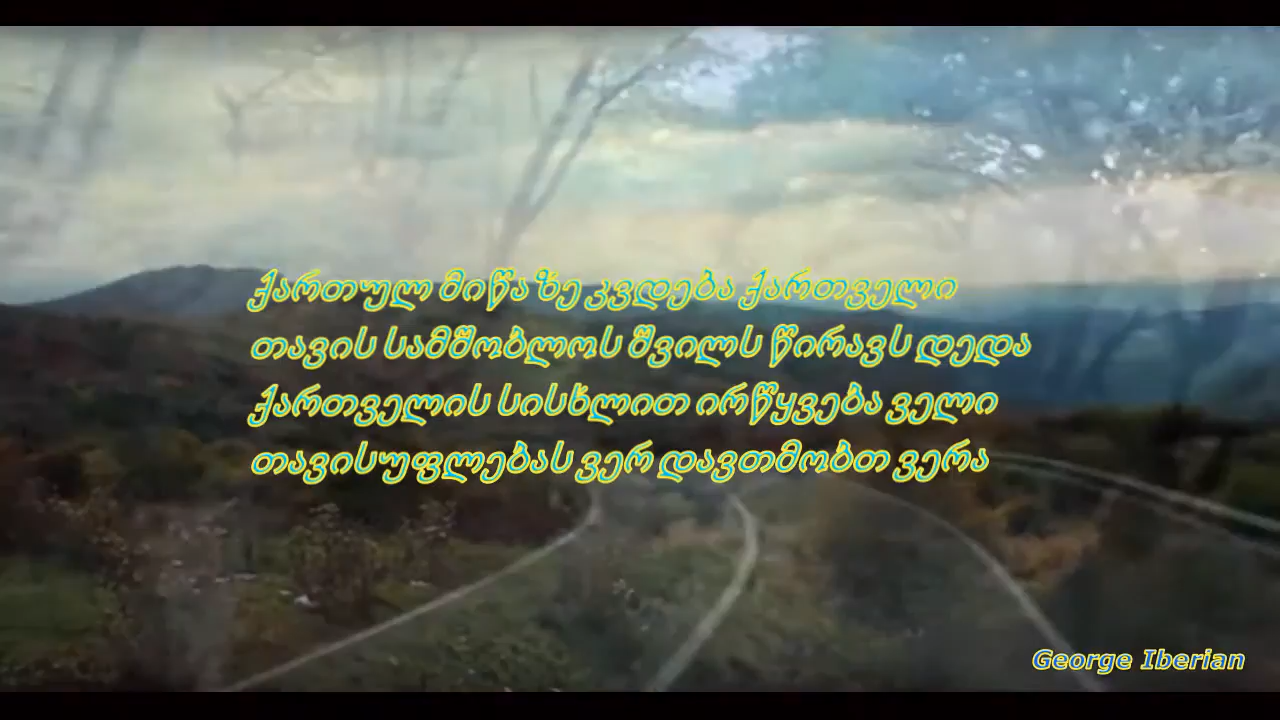 ქართულ მიწაზე კვდება ქართველი
თავის სამშობლოს შვილს წირავს დედა
ქართველის სისხლით ირწყვება ველი
თავისუფლებას ვერ დავთმობთ ვერა
George Iberian